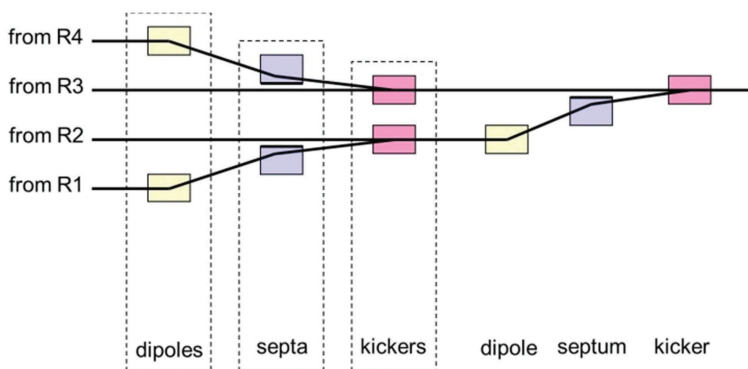 from R4
from R3
from R2
from R1
dipoles septa kickers dipole septum kicker